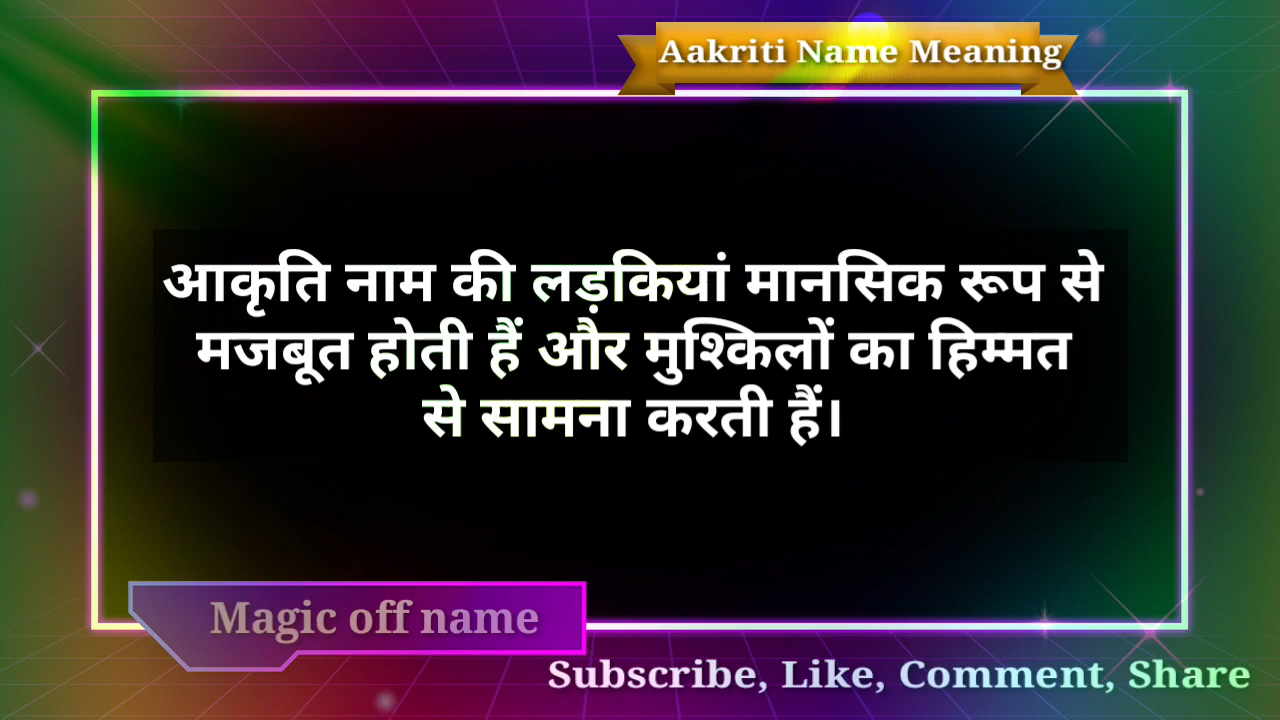 Aakriti Name Meaning
आकृति नाम की लड़कियां मानसिक रूप से
मजबूत होती हैं और मुश्किलों का हिम्मत
से सामना करती हैं।
Magic off name
Subscribe, Like, Comment, Share